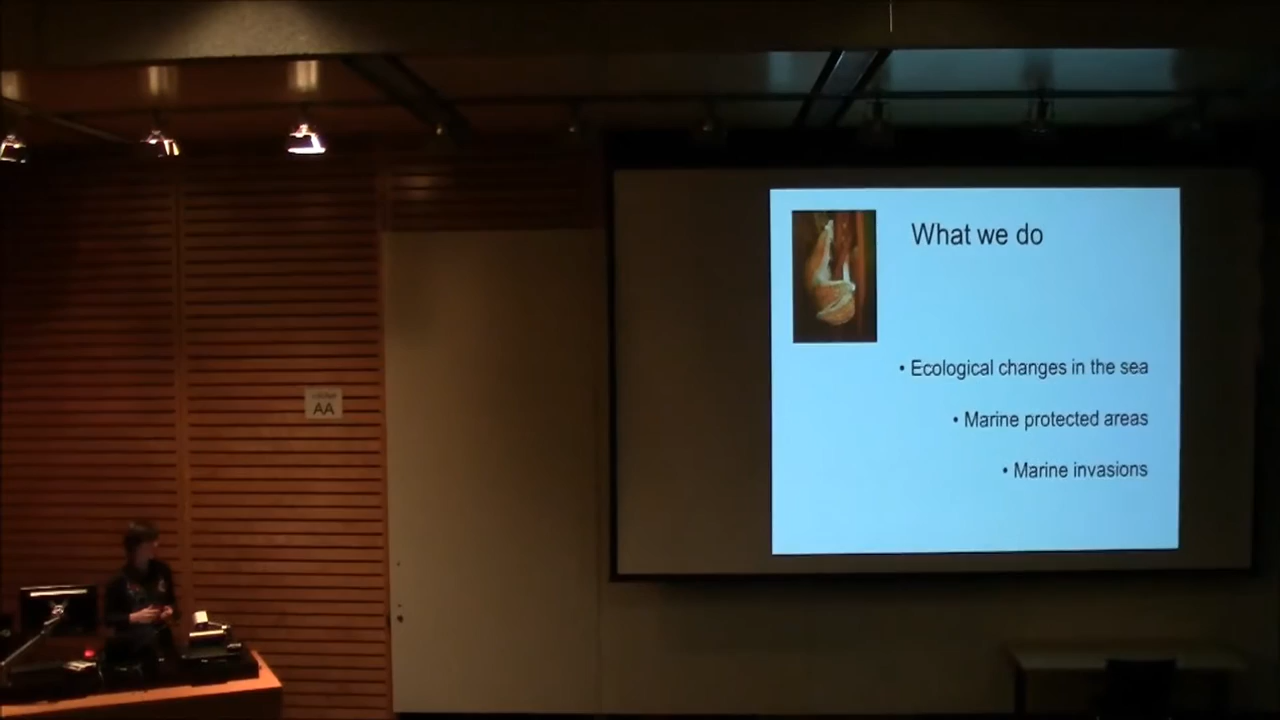 What we do
• Ecological changes in the sea
• Marine protected areas
• Marine invasions
AA